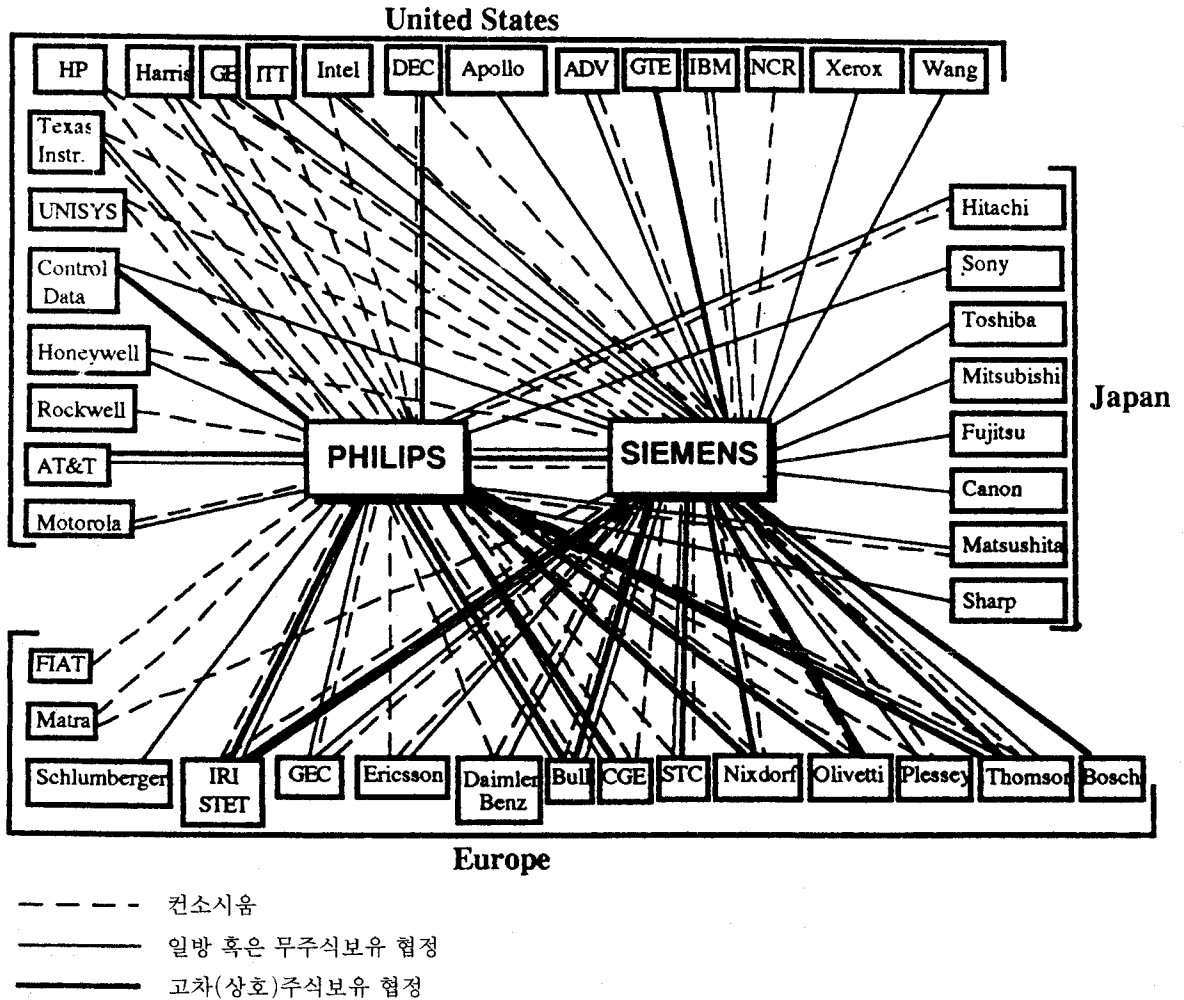 United States
HP
Harris
GE
ITT
Intel
DEC
Apollo
ADV
GTE
IBM
NCR
Xerox
Wang
Texas
Instr.
UNISYS
Control
Data
Honeywell
Rockwell
AT&T
Motorola
PHILIPS
SIEMENS
Hitachi
Sony
Toshiba
Mitsubishi
Fujitsu
Canon
Matsushita
Sharp
Japan
FIAT
Matra
Schlumberger
IRI
STET
GEC
Ericsson
Daimler
Benz
Bull
CGE
STC
Nixdorf
Olivetti
Plessey
Thomson
Bosch
Europe
컨소시움
일방 혹은 무주식보유 협정
고차(상호)주식보유 협정